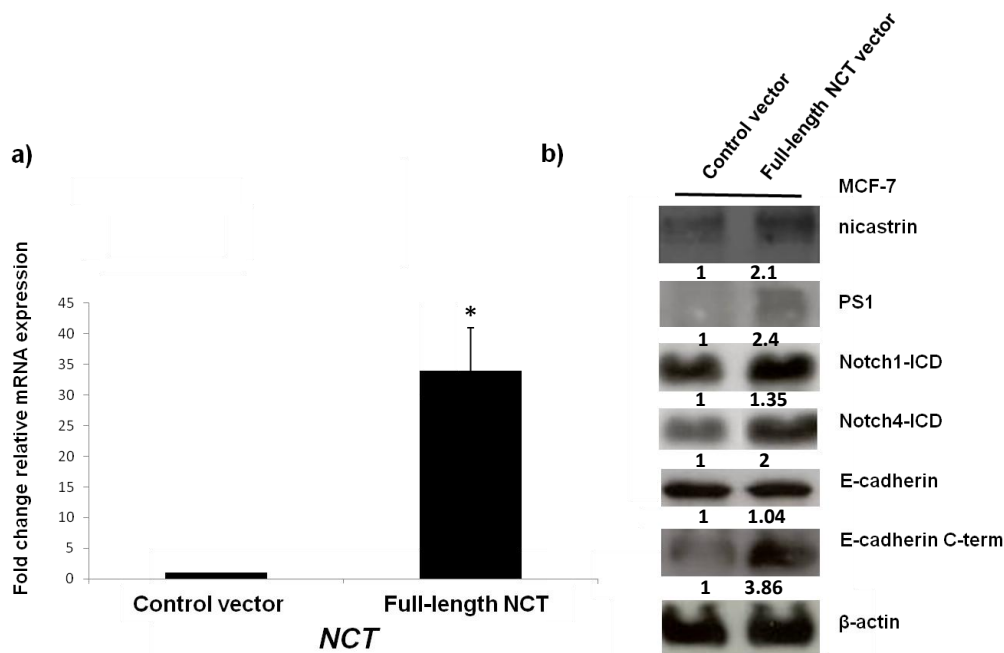 a)
Fold change relative mRNA expression
45
40
35
30
25
20
15
10
5
0
*
Control vector
Full-length NCT
NCT
b)
Control vector
Full-length NCT vector
MCF-7
nicastrin
1 2.1
PS1
1 2.4
Notch1-ICD
1 1.35
Notch4-ICD
1 2
E-cadherin
1 1.04
E-cadherin C-term
1 3.86
β-actin